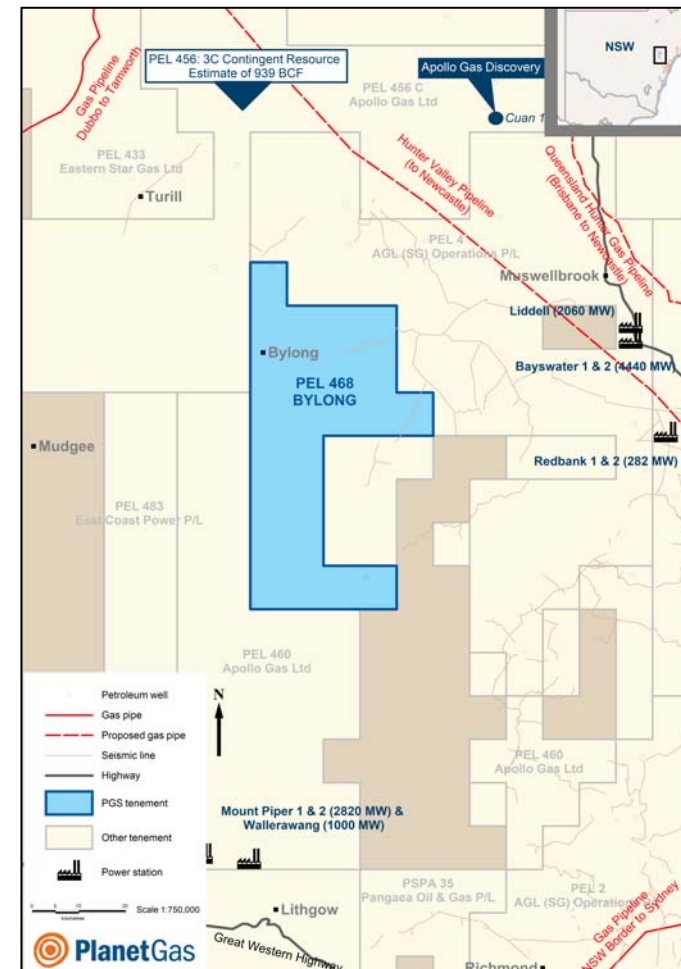 PEL 456: 3C Contingent Resource
Estimate of 939 BCF
Apollo Gas Discovery
NSW
Gas Pipeline
Dubbo to Tamworth
PEL 456 C
Apollo Gas Ltd
Cuan 1
PEL 433
Eastern Star Gas Ltd
Turill
Hunter Valley Pipeline
(to Newcastle)
Queensland Hunter Gas Pipeline
(Brisbane to Newcastle)
PEL 4
AGL (SG) Operations P/L
Muswellbrook
Liddell (2060 MW)
Bayswater 1 & 2 (4440 MW)
Bylong
PEL 468
BYLONG
Mudgee
Redbank 1 & 2 (282 MW)
PEL 483
East Coast Power P/L
PEL 460
Apollo Gas Ltd
N
Petroleum well
Gas pipe
Proposed gas pipe
Seismic line
Highway
PGS tenement
Other tenement
Power station
Scale 1:750,000
kilometres
PlanetGas
PEL 460
Apollo Gas Ltd
Mount Piper 1 & 2 (2820 MW) &
Wallerawang (1000 MW)
PSPA 35
Pangaea Oil & Gas P/L
PEL 2
AGL (SG) Operations
Lithgow
Great Western Highway
Gas Pipeline
NSW Border to Sydney
Richmond